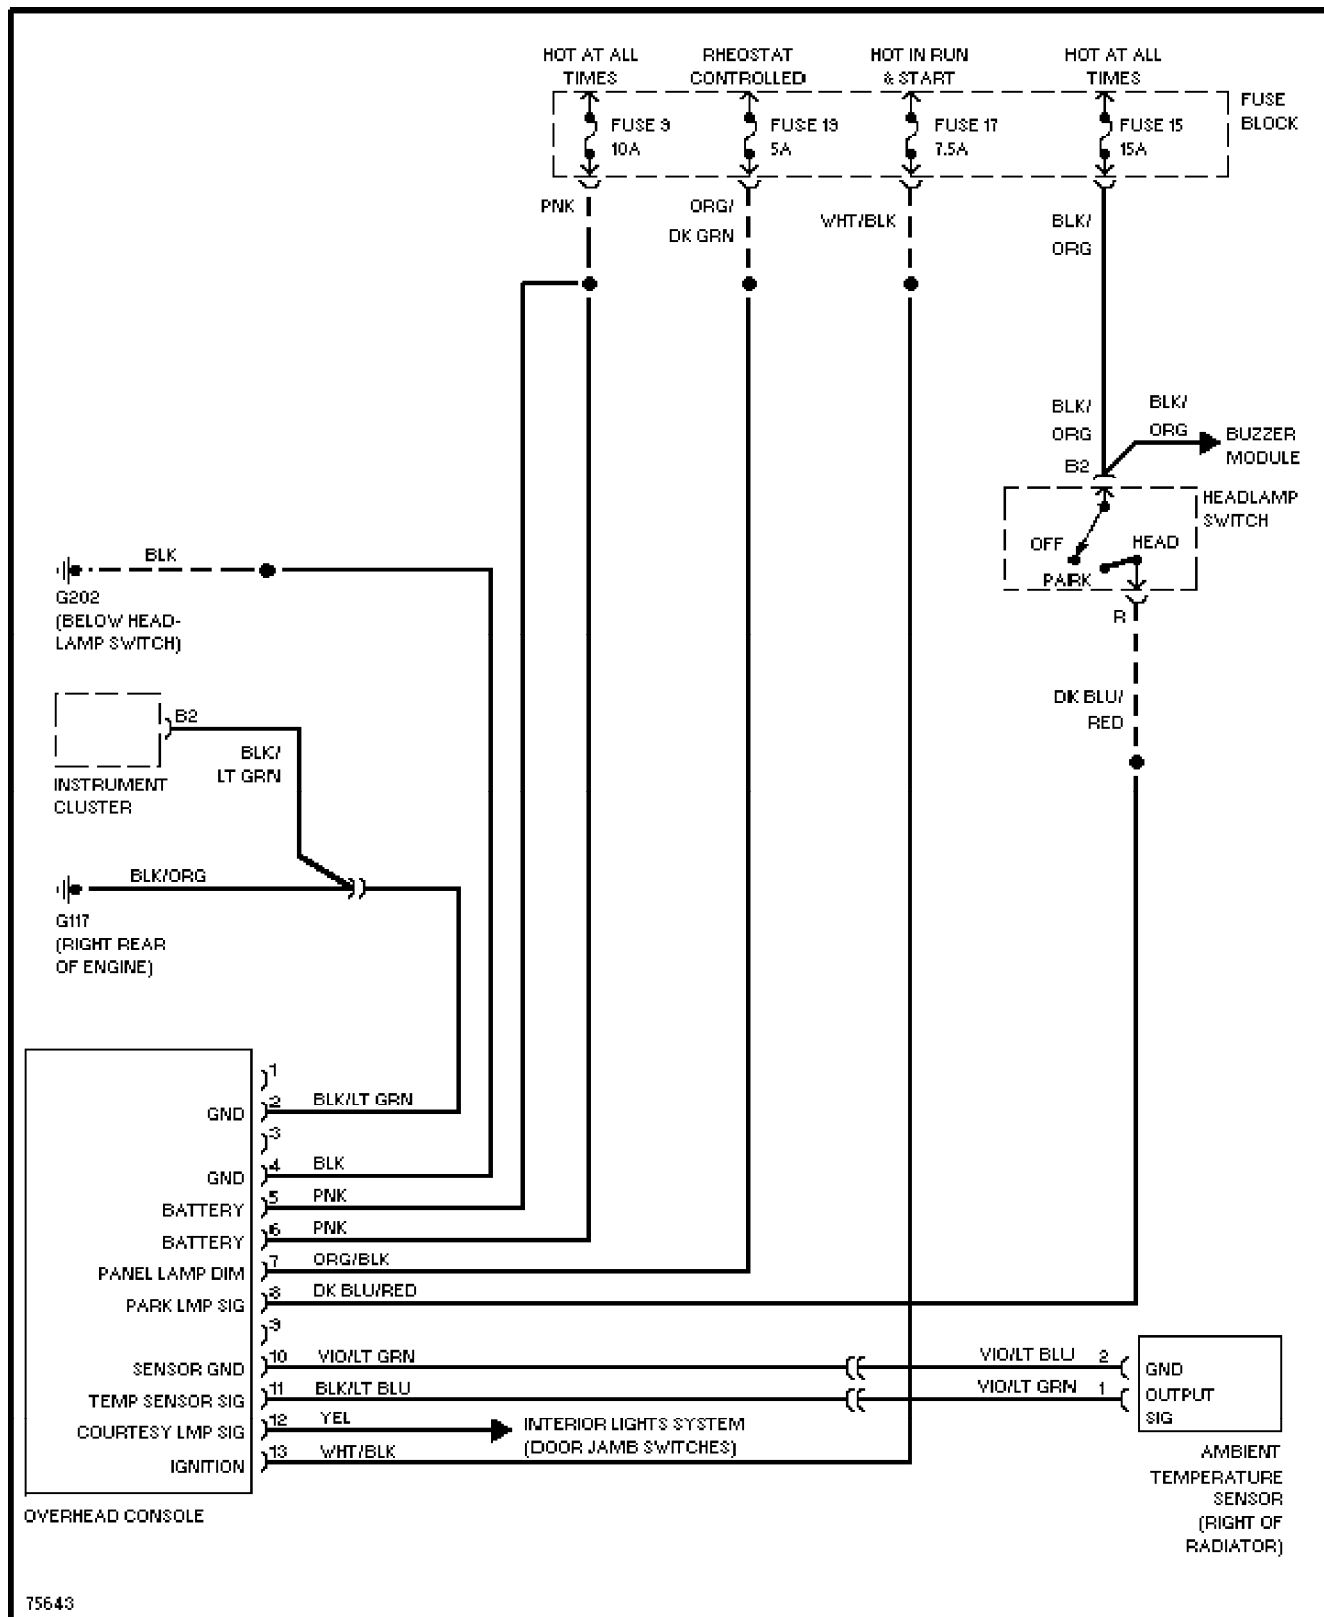 HOT AT ALL
TIMES
RHEOSTAT
CONTROLLED
HOT IN RUN
& START
HOT AT ALL
TIMES
FUSE
BLOCK
FUSE 9
10A
FUSE 19
5A
FUSE 17
7.5A
FUSE 15
15A
PNK
ORG/
DK GRN
WHT/BLK
BLK/
ORG
BLK/
ORG
BLK/
ORG
BUZZER
MODULE
B2
HEADLAMP
SWITCH
OFF
HEAD
PARK
R
DK BLU/
RED
BLK
G202
(BELOW HEAD-
LAMP SWITCH)
B2
BLK/
LT GRN
INSTRUMENT
CLUSTER
BLK/ORG
G117
(RIGHT REAR
OF ENGINE)
1
GND 2 BLK/LT GRN
3
GND 4 BLK
BATTERY 5 PNK
BATTERY 6 PNK
PANEL LAMP DIM 7 ORG/BLK
PARK LMP SIG 8 DK BLU/RED
9
SENSOR GND 10 VIO/LT GRN VIO/LT BLU 2 GND
TEMP SENSOR SIG 11 BLK/LT BLU VIO/LT GRN 1 OUTPUT
SIG
COURTESY LMP SIG 12 YEL INTERIOR LIGHTS SYSTEM
(DOOR JAMB SWITCHES)
IGNITION 13 WHT/BLK
OVERHEAD CONSOLE
AMBIENT
TEMPERATURE
SENSOR
(RIGHT OF
RADIATOR)
75643